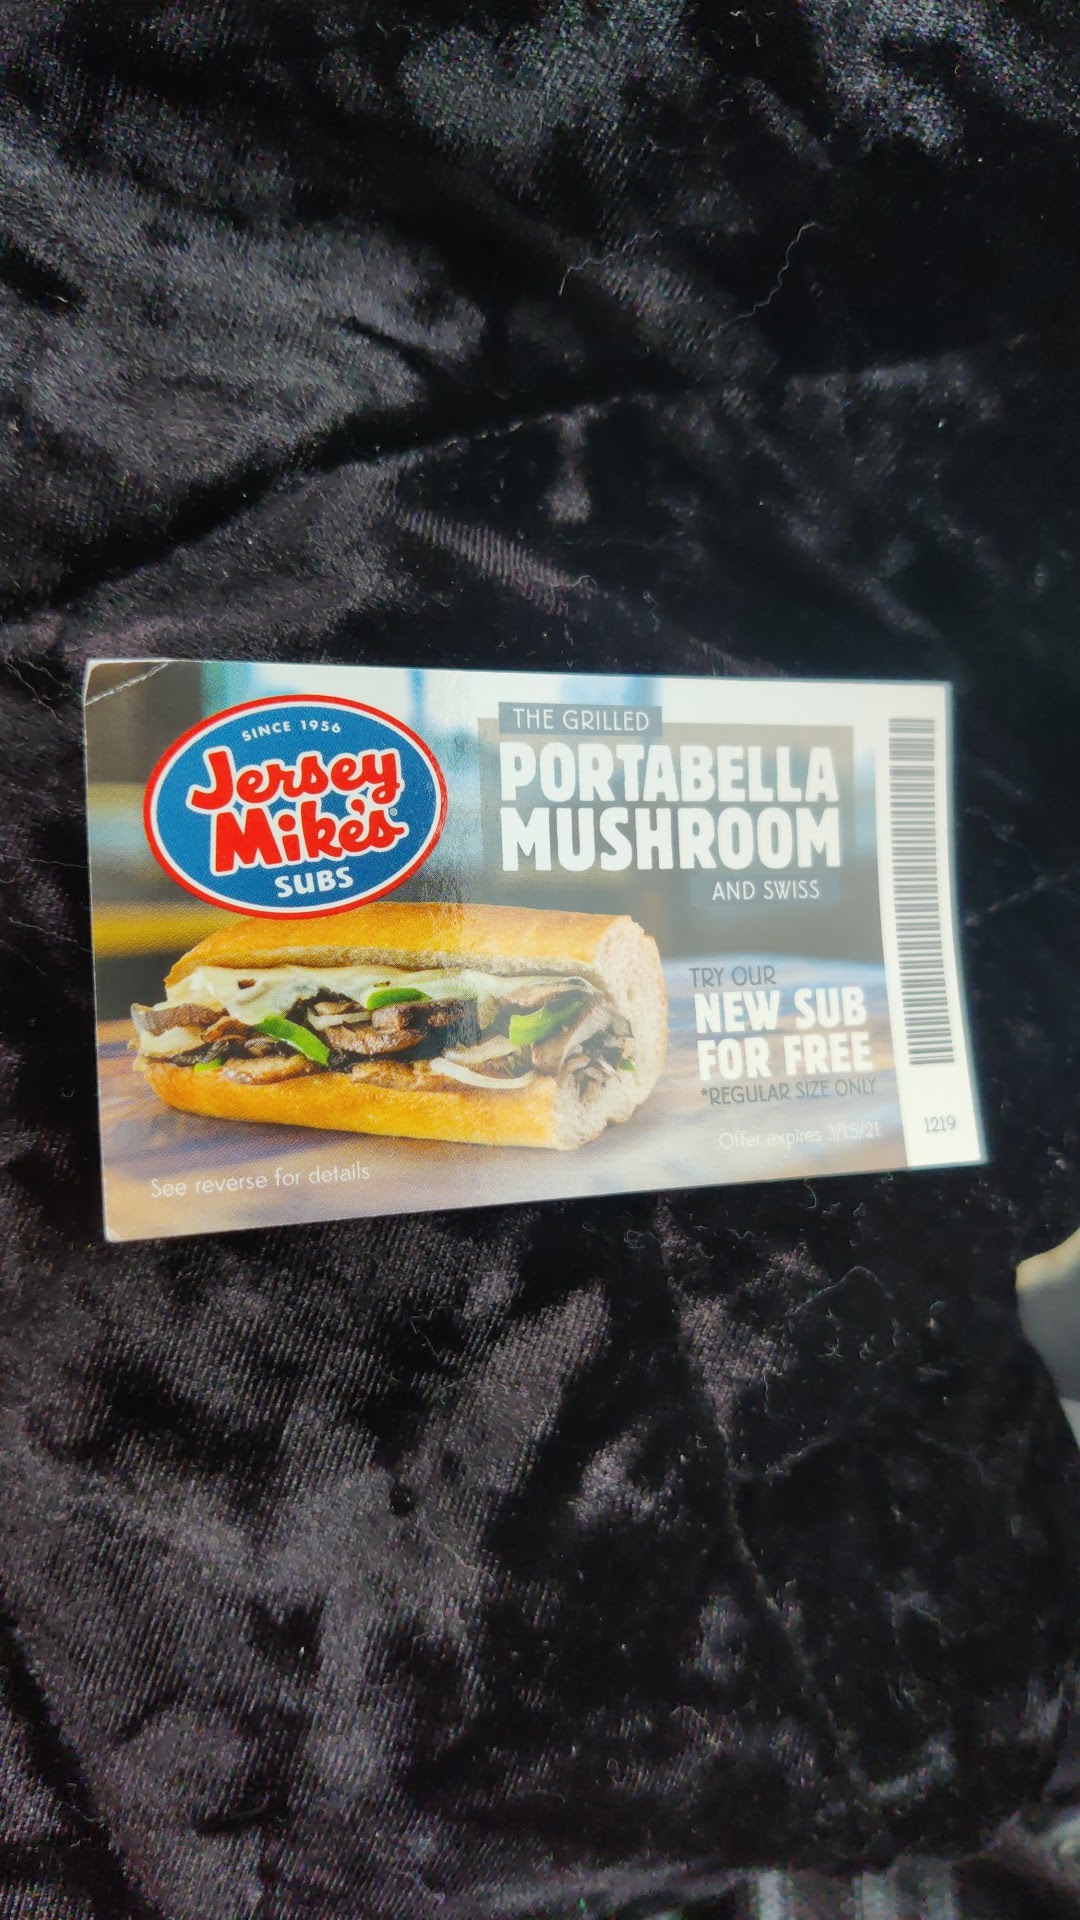 SINCE 1956
Jersey
Mike's®
SUBS
THE GRILLED
PORTABELLA
MUSHROOM
AND SWISS
TRY OUR
NEW SUB
FOR FREE
*REGULAR SIZE ONLY
Offer expires 3/15/21
See reverse for details
1219